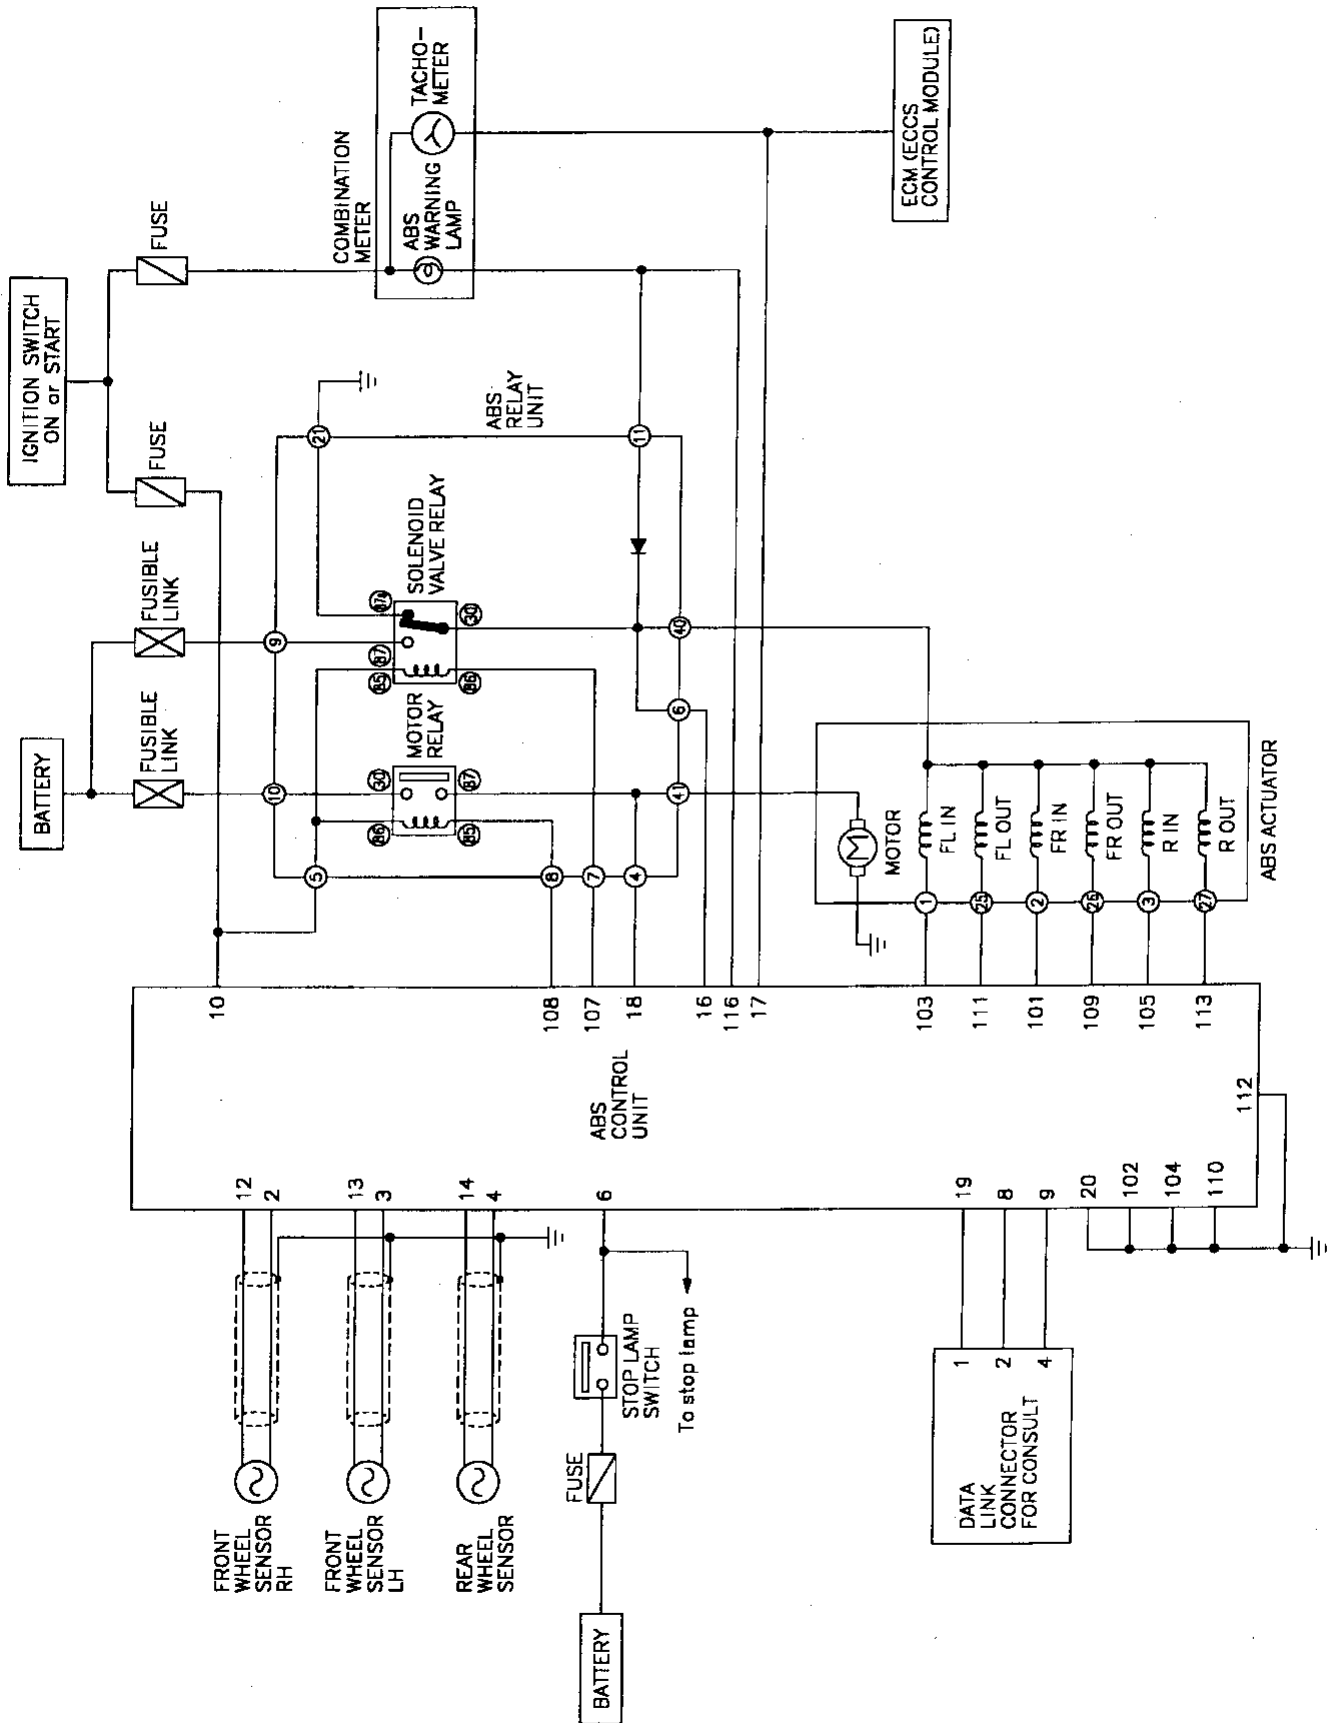 IGNITION SWITCH
ON or START
BATTERY
FUSIBLE
LINK
FUSIBLE
LINK
FUSE
FUSE
COMBINATION
METER
ABS
WARNING
LAMP
TACHO-
METER
ECM (ECCS
CONTROL MODULE)
ABS
RELAY
UNIT
10
9
21
5
8
7
4
41
6
40
11
MOTOR
RELAY
30
87
86
85
SOLENOID
VALVE RELAY
87a
87
85
30
86
10
108
107
18
16
116
17
103
111
101
109
105
113
MOTOR
M
FL IN
FL OUT
FR IN
FR OUT
R IN
R OUT
1
25
2
26
3
27
ABS ACTUATOR
ABS
CONTROL
UNIT
12
2
13
3
14
4
6
19
8
9
20
102
104
110
112
FRONT
WHEEL
SENSOR
RH
FRONT
WHEEL
SENSOR
LH
REAR
WHEEL
SENSOR
BATTERY
FUSE
STOP LAMP
SWITCH
To stop lamp
DATA
LINK
CONNECTOR
FOR CONSULT
1
2
4